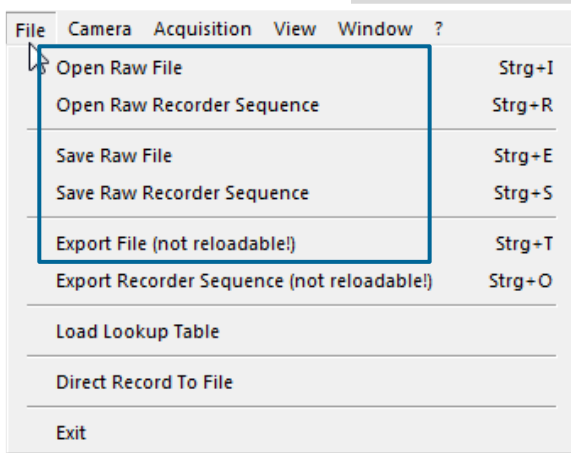 File Camera Acquisition View Window ?
Open Raw File Strg+I
Open Raw Recorder Sequence Strg+R
Save Raw File Strg+E
Save Raw Recorder Sequence Strg+S
Export File (not reloadable!) Strg+T
Export Recorder Sequence (not reloadable!) Strg+O
Load Lookup Table
Direct Record To File
Exit